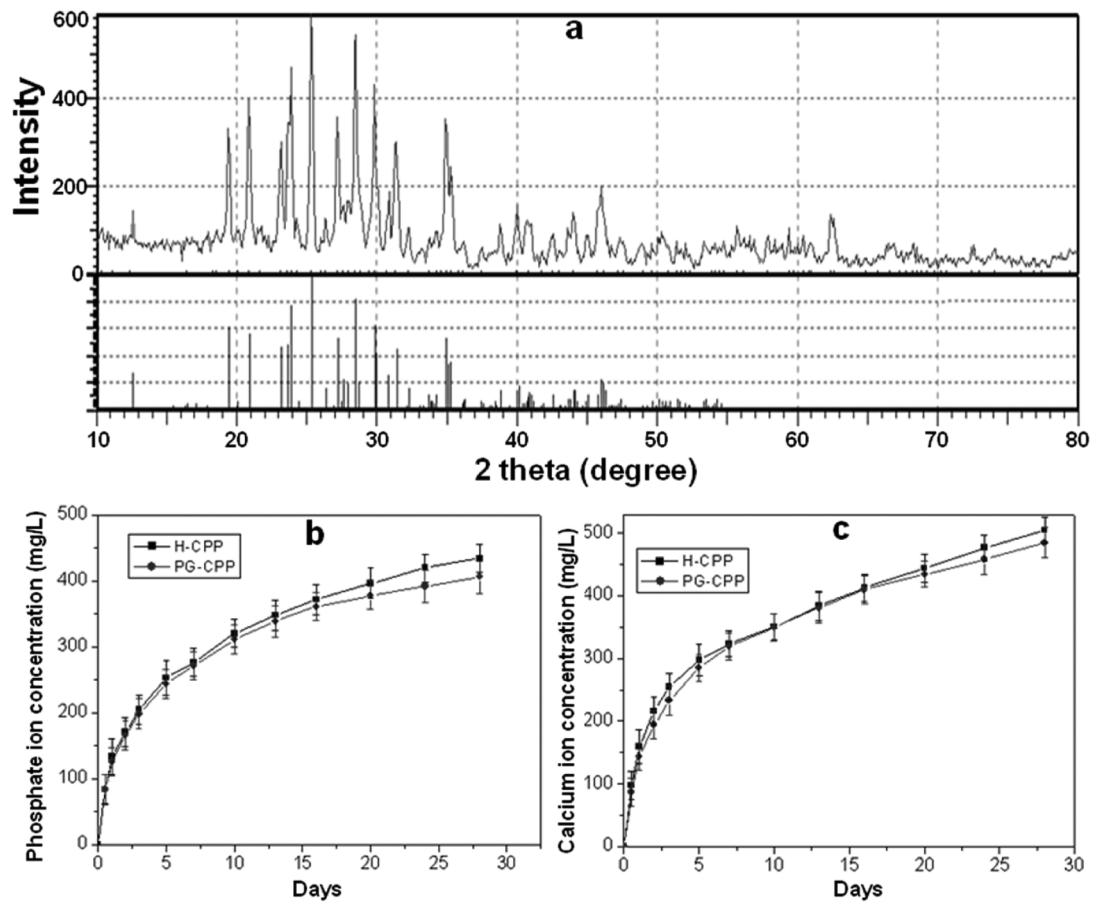 a
Intensity
600
400
200
0
0
10 20 30 40 50 60 70 80
2 theta (degree)
b
Phosphate ion concentration (mg/L)
500
400
300
200
100
0
H-CPP
PG-CPP
0 5 10 15 20 25 30
Days
c
Calcium ion concentration (mg/L)
500
400
300
200
100
0
H-CPP
PG-CPP
0 5 10 15 20 25 30
Days